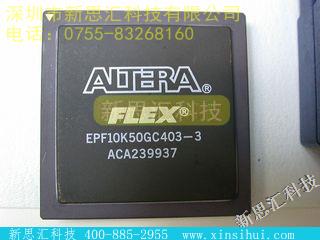 深圳市新思汇科技有限公司
电话：0755-83268160
ALTERA®
新思汇科技
FLEX®
EPF10K50GC403-3
ACA239937
新思汇科技
新思汇科技 400-885-2955 www.xinsihui.com